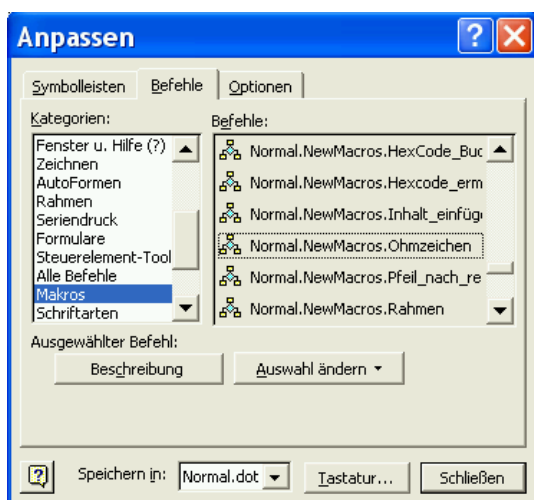 Anpassen
Symbolleisten Befehle Optionen
Kategorien:
Fenster u. Hilfe (?)
Zeichnen
AutoFormen
Rahmen
Seriendruck
Formulare
Steuerelement-Tool
Alle Befehle
Makros
Schriftarten
Befehle:
Normal.NewMacros.HexCode_Buc
Normal.NewMacros.Hexcode_erm
Normal.NewMacros.Inhalt_einfüg
Normal.NewMacros.Ohmzeichen
Normal.NewMacros.Pfeil_nach_re
Normal.NewMacros.Rahmen
Ausgewählter Befehl:
Beschreibung Auswahl ändern
Speichern in: Normal.dot Tastatur... Schließen